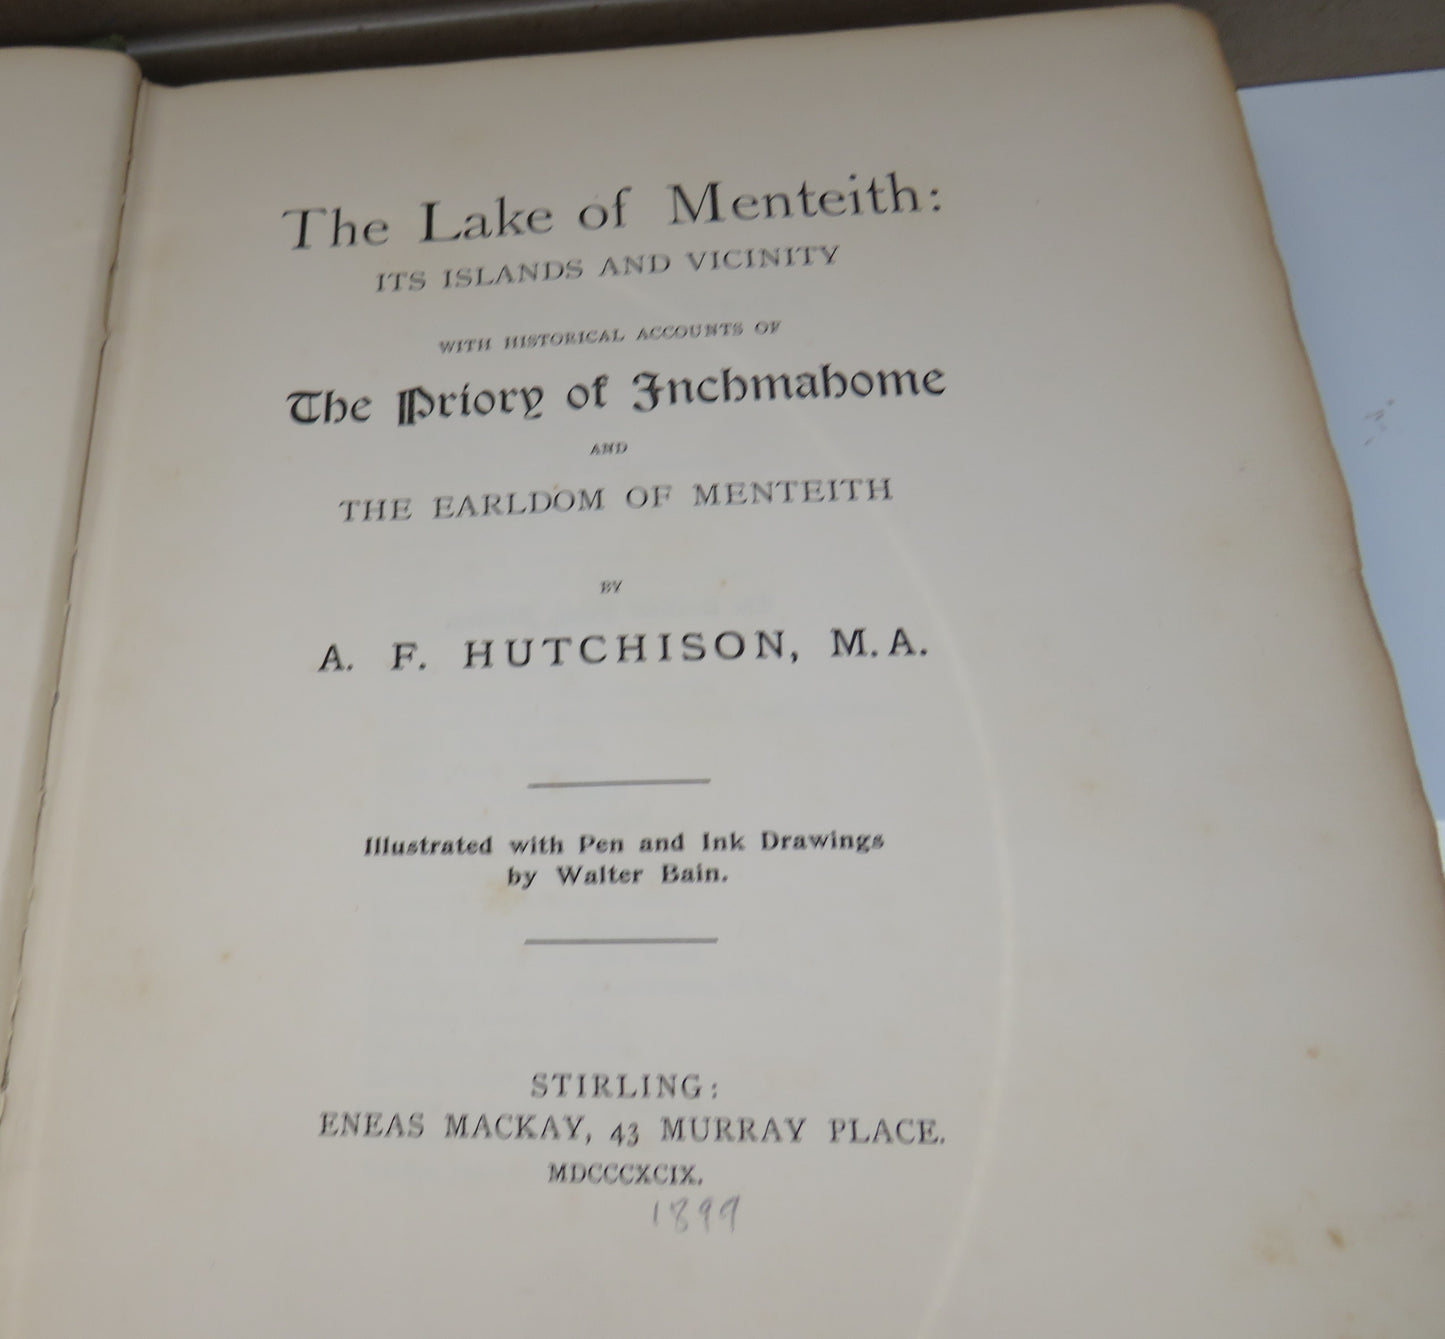 The Lake of Menteith:
ITS ISLANDS AND VICINITY
WITH HISTORICAL ACCOUNTS OF
The Priory of Inchmahome
AND
THE EARLDOM OF MENTEITH
BY
A. F. HUTCHISON, M.A.
Illustrated with Pen and Ink Drawings
by Walter Bain.
STIRLING:
ENEAS MACKAY, 43 MURRAY PLACE.
MDCCCXCIX.
1899